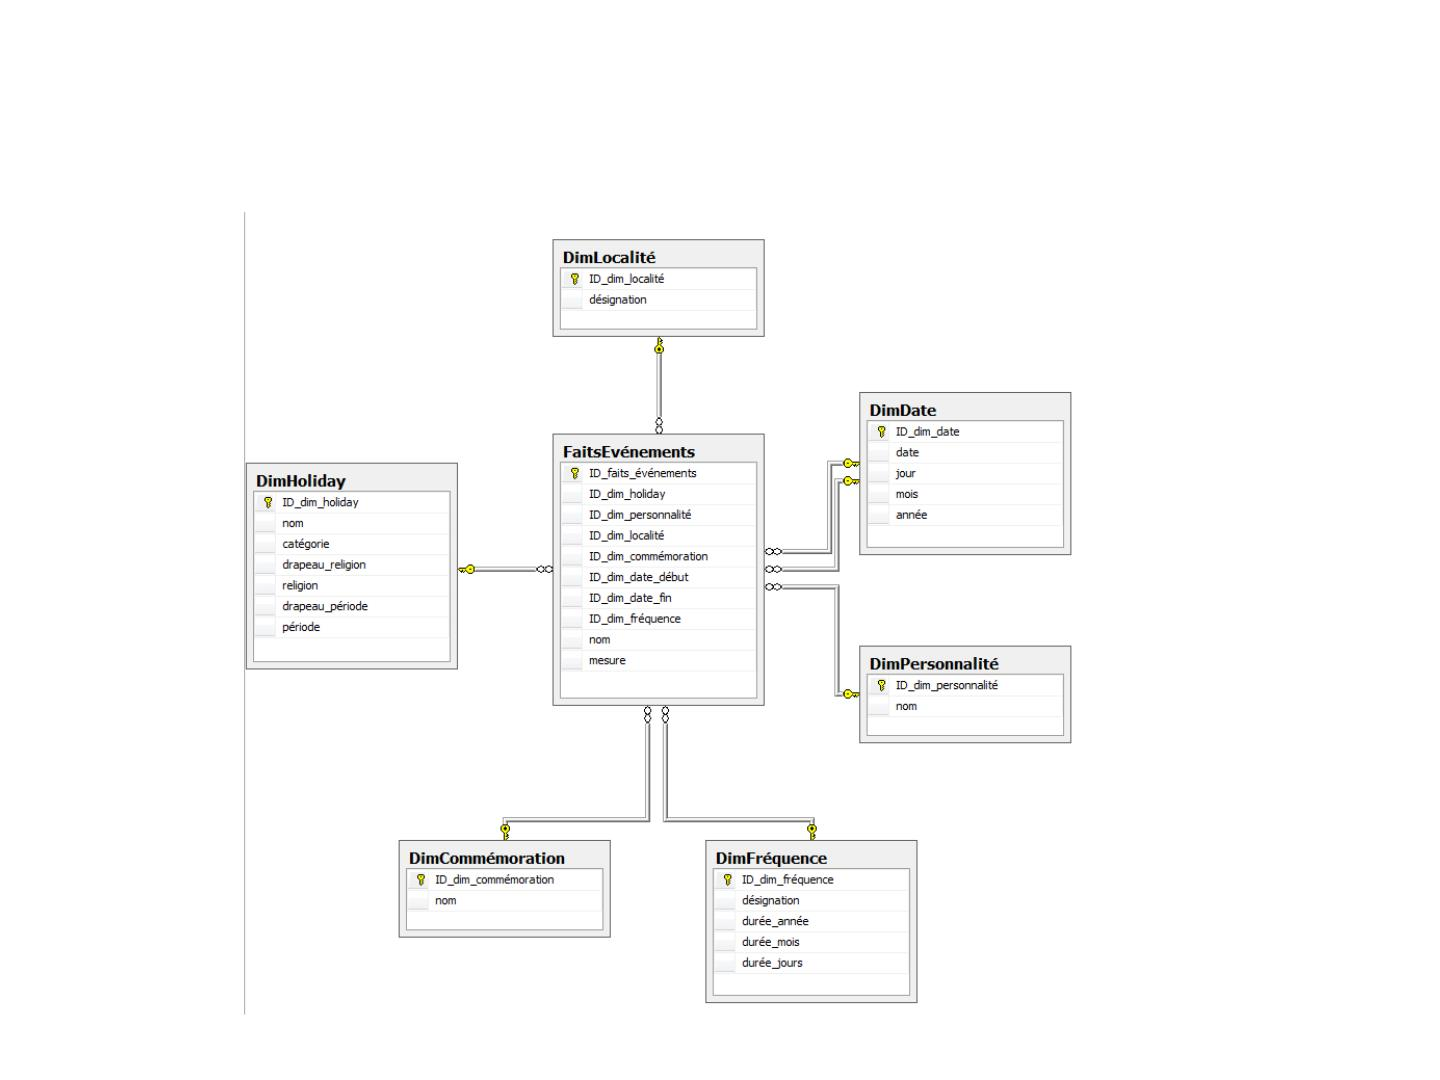 DimLocalité
ID_dim_localité
désignation
DimDate
ID_dim_date
date
jour
mois
année
FaitsEvénements
ID_faits_événements
ID_dim_holiday
ID_dim_personnalité
ID_dim_localité
ID_dim_commémoration
ID_dim_date_début
ID_dim_date_fin
ID_dim_fréquence
nom
mesure
DimHoliday
ID_dim_holiday
nom
catégorie
drapeau_religion
religion
drapeau_période
période
DimPersonnalité
ID_dim_personnalité
nom
DimCommémoration
ID_dim_commémoration
nom
DimFréquence
ID_dim_fréquence
désignation
durée_année
durée_mois
durée_jours